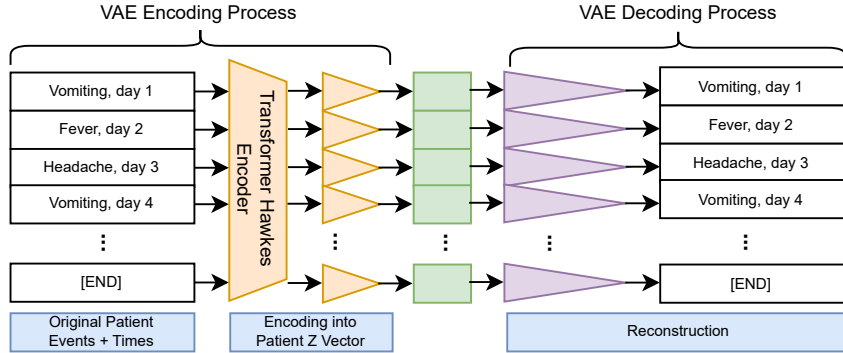 VAE Encoding Process
VAE Decoding Process
Vomiting, day 1
Fever, day 2
Headache, day 3
Vomiting, day 4
...
[END]
Transformer Hawkes
Encoder
...
...
...
Vomiting, day 1
Fever, day 2
Headache, day 3
Vomiting, day 4
...
[END]
Original Patient
Events + Times
Encoding into
Patient Z Vector
Reconstruction